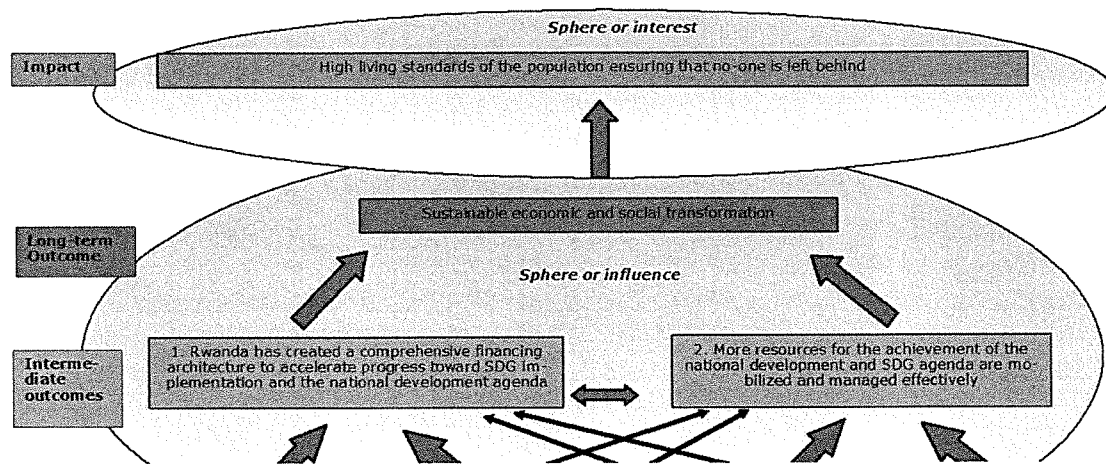 Sphere or interest
Impact
High living standards of the population ensuring that no-one is left behind
Sustainable economic and social transformation
Long-term
Outcome
Sphere or influence
Interme-
diate
outcomes
1. Rwanda has created a comprehensive financing
architecture to accelerate progress toward SDG im-
plementation and the national development agenda
2. More resources for the achievement of the
national development and SDG agenda are mo-
bilized and managed effectively